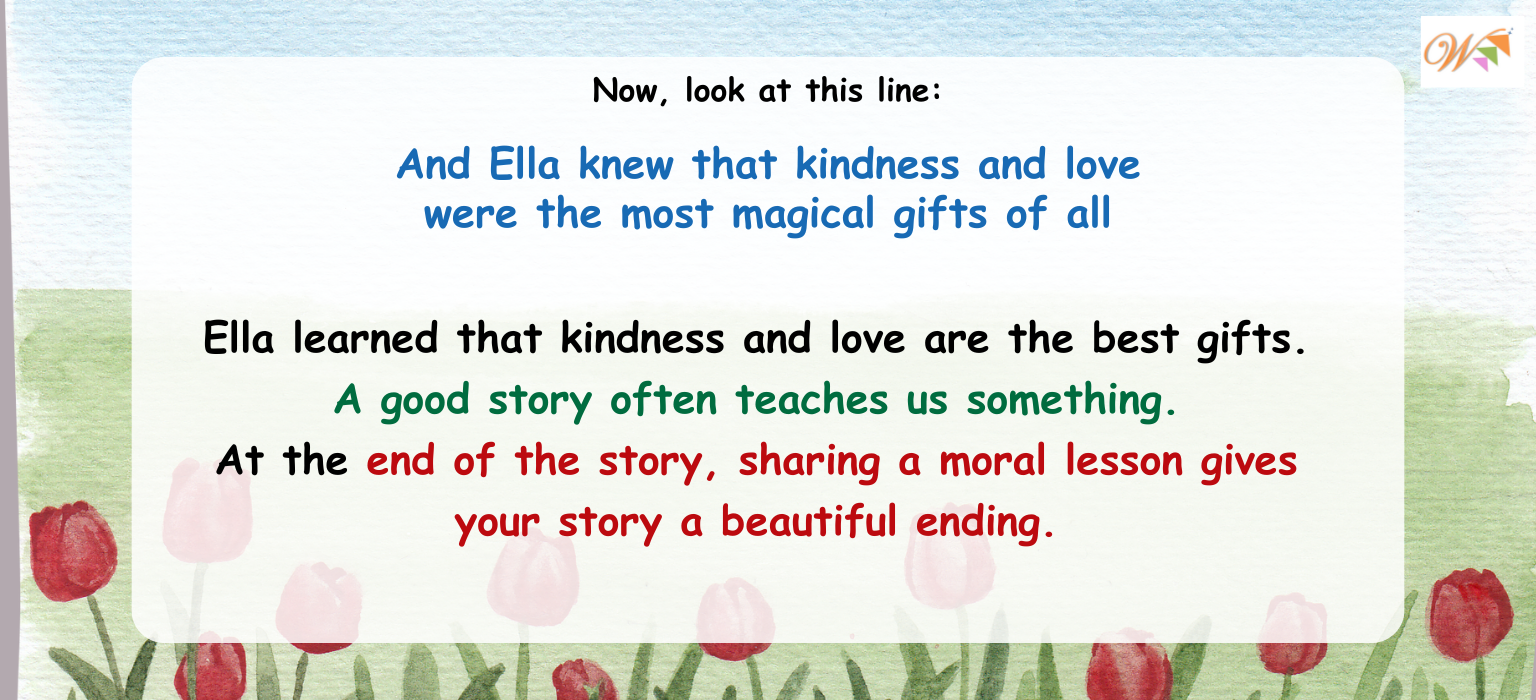 Now, look at this line:
And Ella knew that kindness and love
were the most magical gifts of all
Ella learned that kindness and love are the best gifts.
A good story often teaches us something.
At the end of the story, sharing a moral lesson gives
your story a beautiful ending.